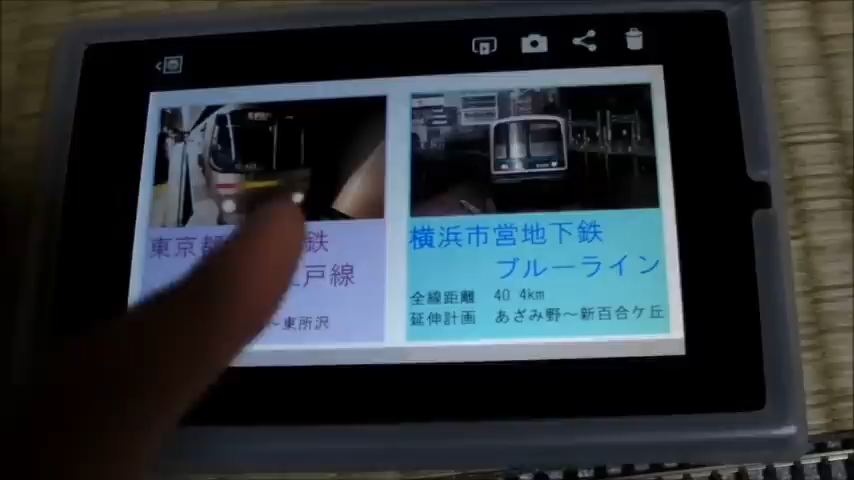 東京都 鉄
戸線
〜東所沢
横浜市営地下鉄
ブルーライン
全線距離 40.4km
延伸計画 あざみ野〜新百合ケ丘